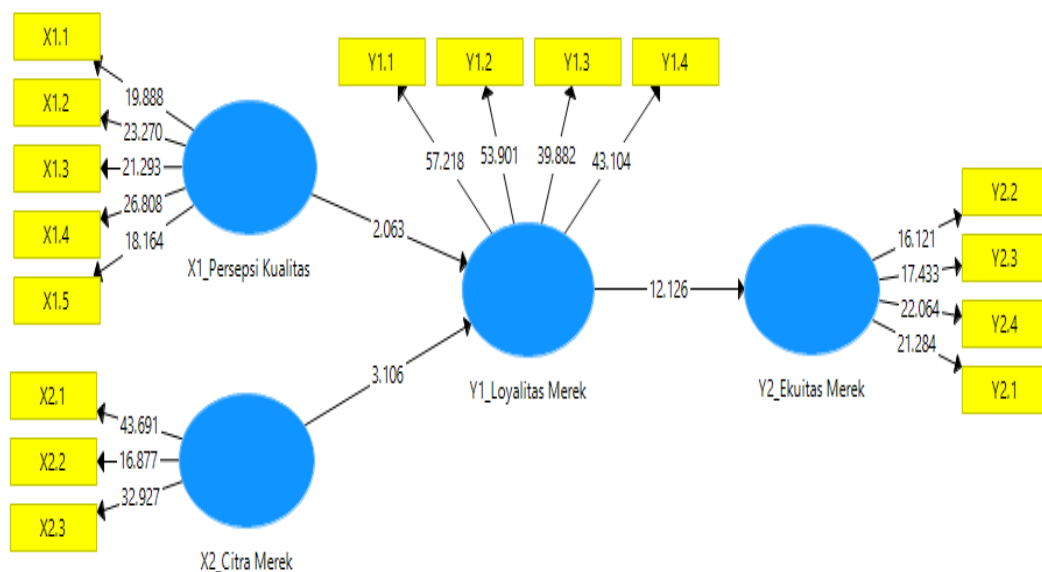 X1.1
X1.2
X1.3
X1.4
X1.5
19.888
23.270
21.293
26.808
18.164
X1_Persepsi Kualitas
2.063
Y1.1
Y1.2
Y1.3
Y1.4
57.218
53.901
39.882
43.104
Y1_Loyalitas Merek
12.126
Y2_Ekuitas Merek
16.121
17.433
22.064
21.284
Y2.2
Y2.3
Y2.4
Y2.1
3.106
X2.1
X2.2
X2.3
43.691
16.877
32.927
X2_Citra Merek